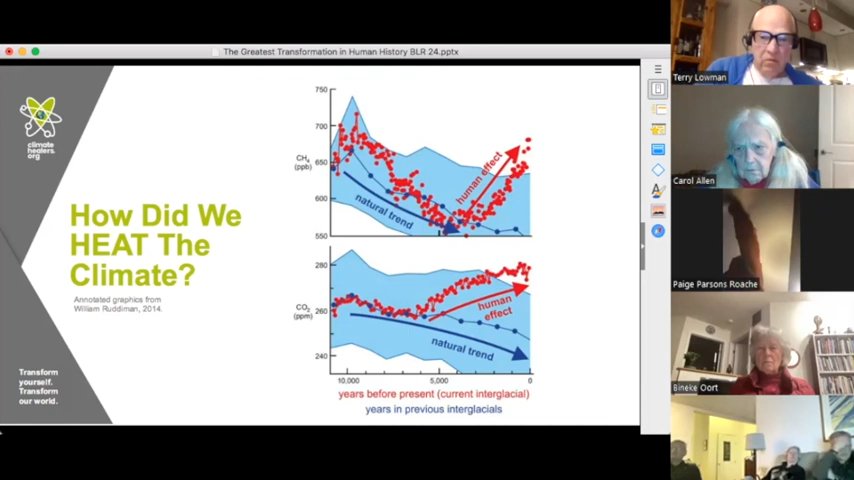 The Greatest Transformation in Human History BLR 24.pptx
climate
healers.
org
How Did We
HEAT The
Climate?
Annotated graphics from
William Ruddiman, 2014.
Transform
yourself.
Transform
our world.
750
700
CH₄
(ppb)
650
600
550
natural trend
human effect
280
CO₂
(ppm)
260
240
human
effect
natural trend
10,000
5,000
0
years before present (current interglacial)
years in previous interglacials
Terry Lowman
Carol Allen
Paige Parsons Roache
Bineke Oort